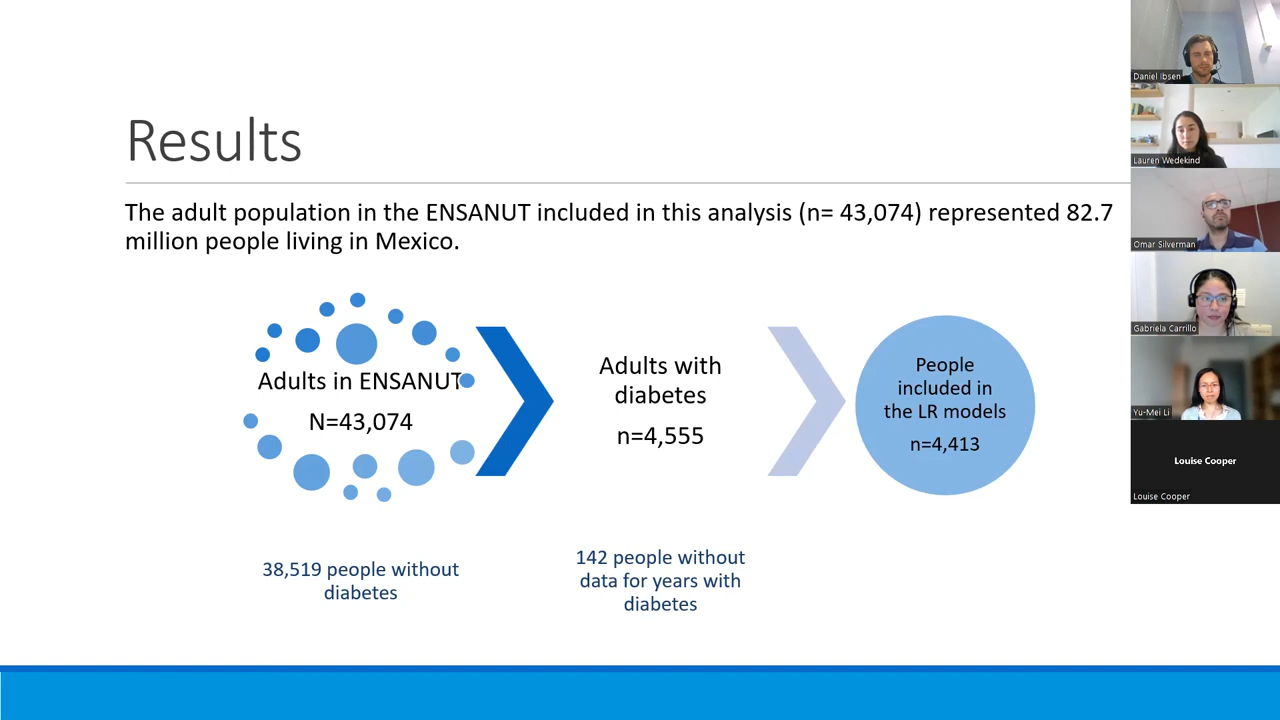 Results
The adult population in the ENSANUT included in this analysis (n= 43,074) represented 82.7
million people living in Mexico.
Adults in ENSANUT
N=43,074
Adults with
diabetes
n=4,555
People
included in
the LR models
n=4,413
38,519 people without
diabetes
142 people without
data for years with
diabetes
Daniel Ibsen
Lauren Wedekind
Omar Silverman
Gabriela Carrillo
Yu-Mei Li
Louise Cooper
Louise Cooper